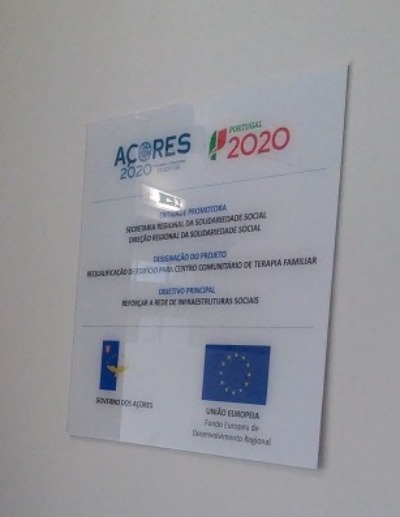 AÇORES
2020
PORTUGAL
2020
ENTIDADE PROMOTORA
SECRETARIA REGIONAL DA SOLIDARIEDADE SOCIAL
DIREÇÃO REGIONAL DA SOLIDARIEDADE SOCIAL
DESIGNAÇÃO DO PROJETO
REQUALIFICAÇÃO DE EDIFÍCIO PARA CENTRO COMUNITÁRIO DE TERAPIA FAMILIAR
OBJETIVO PRINCIPAL
REFORÇAR A REDE DE INFRAESTRUTURAS SOCIAIS
GOVERNO DOS AÇORES
UNIÃO EUROPEIA
Fundo Europeu de
Desenvolvimento Regional